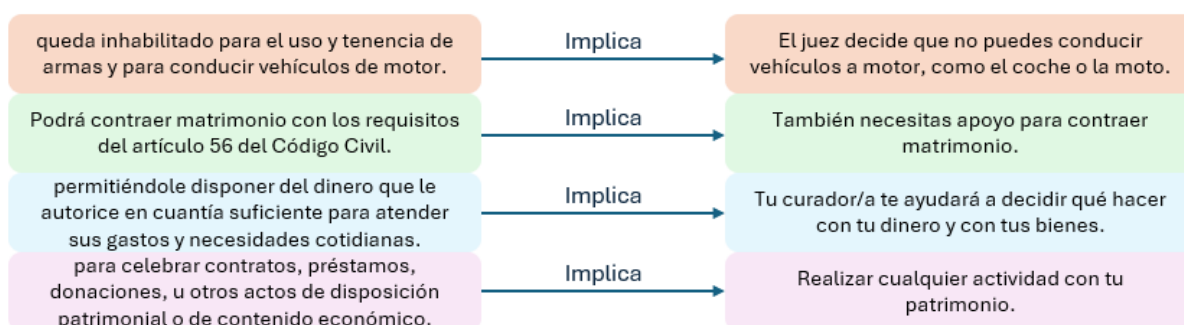 queda inhabilitado para el uso y tenencia de
armas y para conducir vehículos de motor.
Implica
El juez decide que no puedes conducir
vehículos a motor, como el coche o la moto.
Podrá contraer matrimonio con los requisitos
del artículo 56 del Código Civil.
Implica
También necesitas apoyo para contraer
matrimonio.
permitiéndole disponer del dinero que le
autorice en cuantía suficiente para atender
sus gastos y necesidades cotidianas.
Implica
Tu curador/a te ayudará a decidir qué hacer
con tu dinero y con tus bienes.
para celebrar contratos, préstamos,
donaciones, u otros actos de disposición
patrimonial o de contenido económico.
Implica
Realizar cualquier actividad con tu
patrimonio.